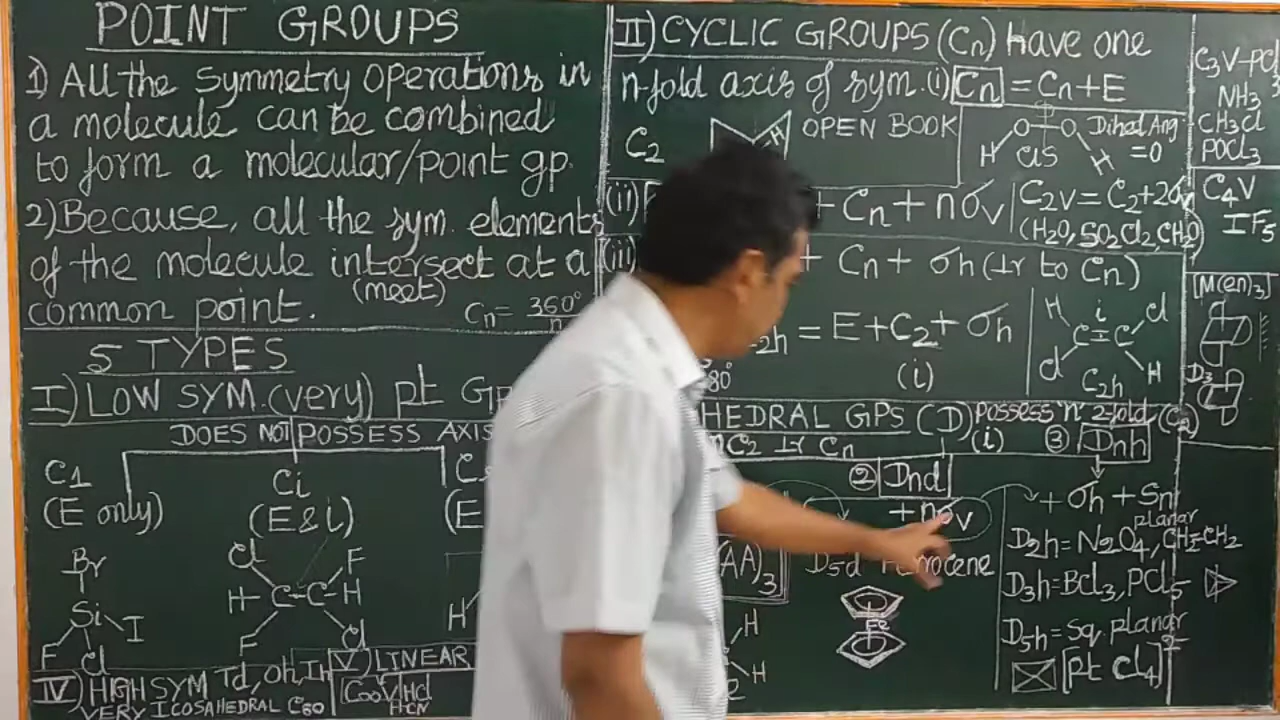 POINT GROUPS
1) All the symmetry operations in
a molecule can be combined
to form a molecular/point gp.
2) Because, all the sym. elements
of the molecule intersect at a
(meet)
common point. Cn = 360°/n
5 TYPES
I) LOW SYM. (very) pt Gp
DOES NOT POSSESS AXIS
C1
(E only)
Br
Si
I
F
Cl
Ci
(E & i)
Cl F
H C-C H
F Cl
(E
H
IV) HIGH SYM Td, Oh, Ih
VERY ICOSAHEDRAL C60
V) LINEAR
C∞V HCl
HCN
II) CYCLIC GROUPS (Cn) Have one
n-fold axis of sym. (i) Cn = Cn + E
C2 H OPEN BOOK
O O Dihed Ang
H cis H = 0
(ii) + Cn + nσv C2v = C2 + 2σv
(H2O, SO2Cl2, CH2O)
+ Cn + σh (⊥r to Cn)
2h = E + C2 + σh
(i)
H i Cl
C=C
Cl C2h H
HEDRAL GPS (D) possess 'n' 2-fold (C2)
nC2 ⊥r Cn (i)
② Dnd
+ nσv
D5d
Fe
(AA)3
H
H
③ Dnh
+ σh + Sn
planar
D2h = N2O4, CH2=CH2
D3h = BCl3, PCl5
D5h = Sq planar
[pt Cl4]2-
C3V-PCl3
NH3
CH3Cl
POCl3
C4V
IF5
[M(en)3]
D3